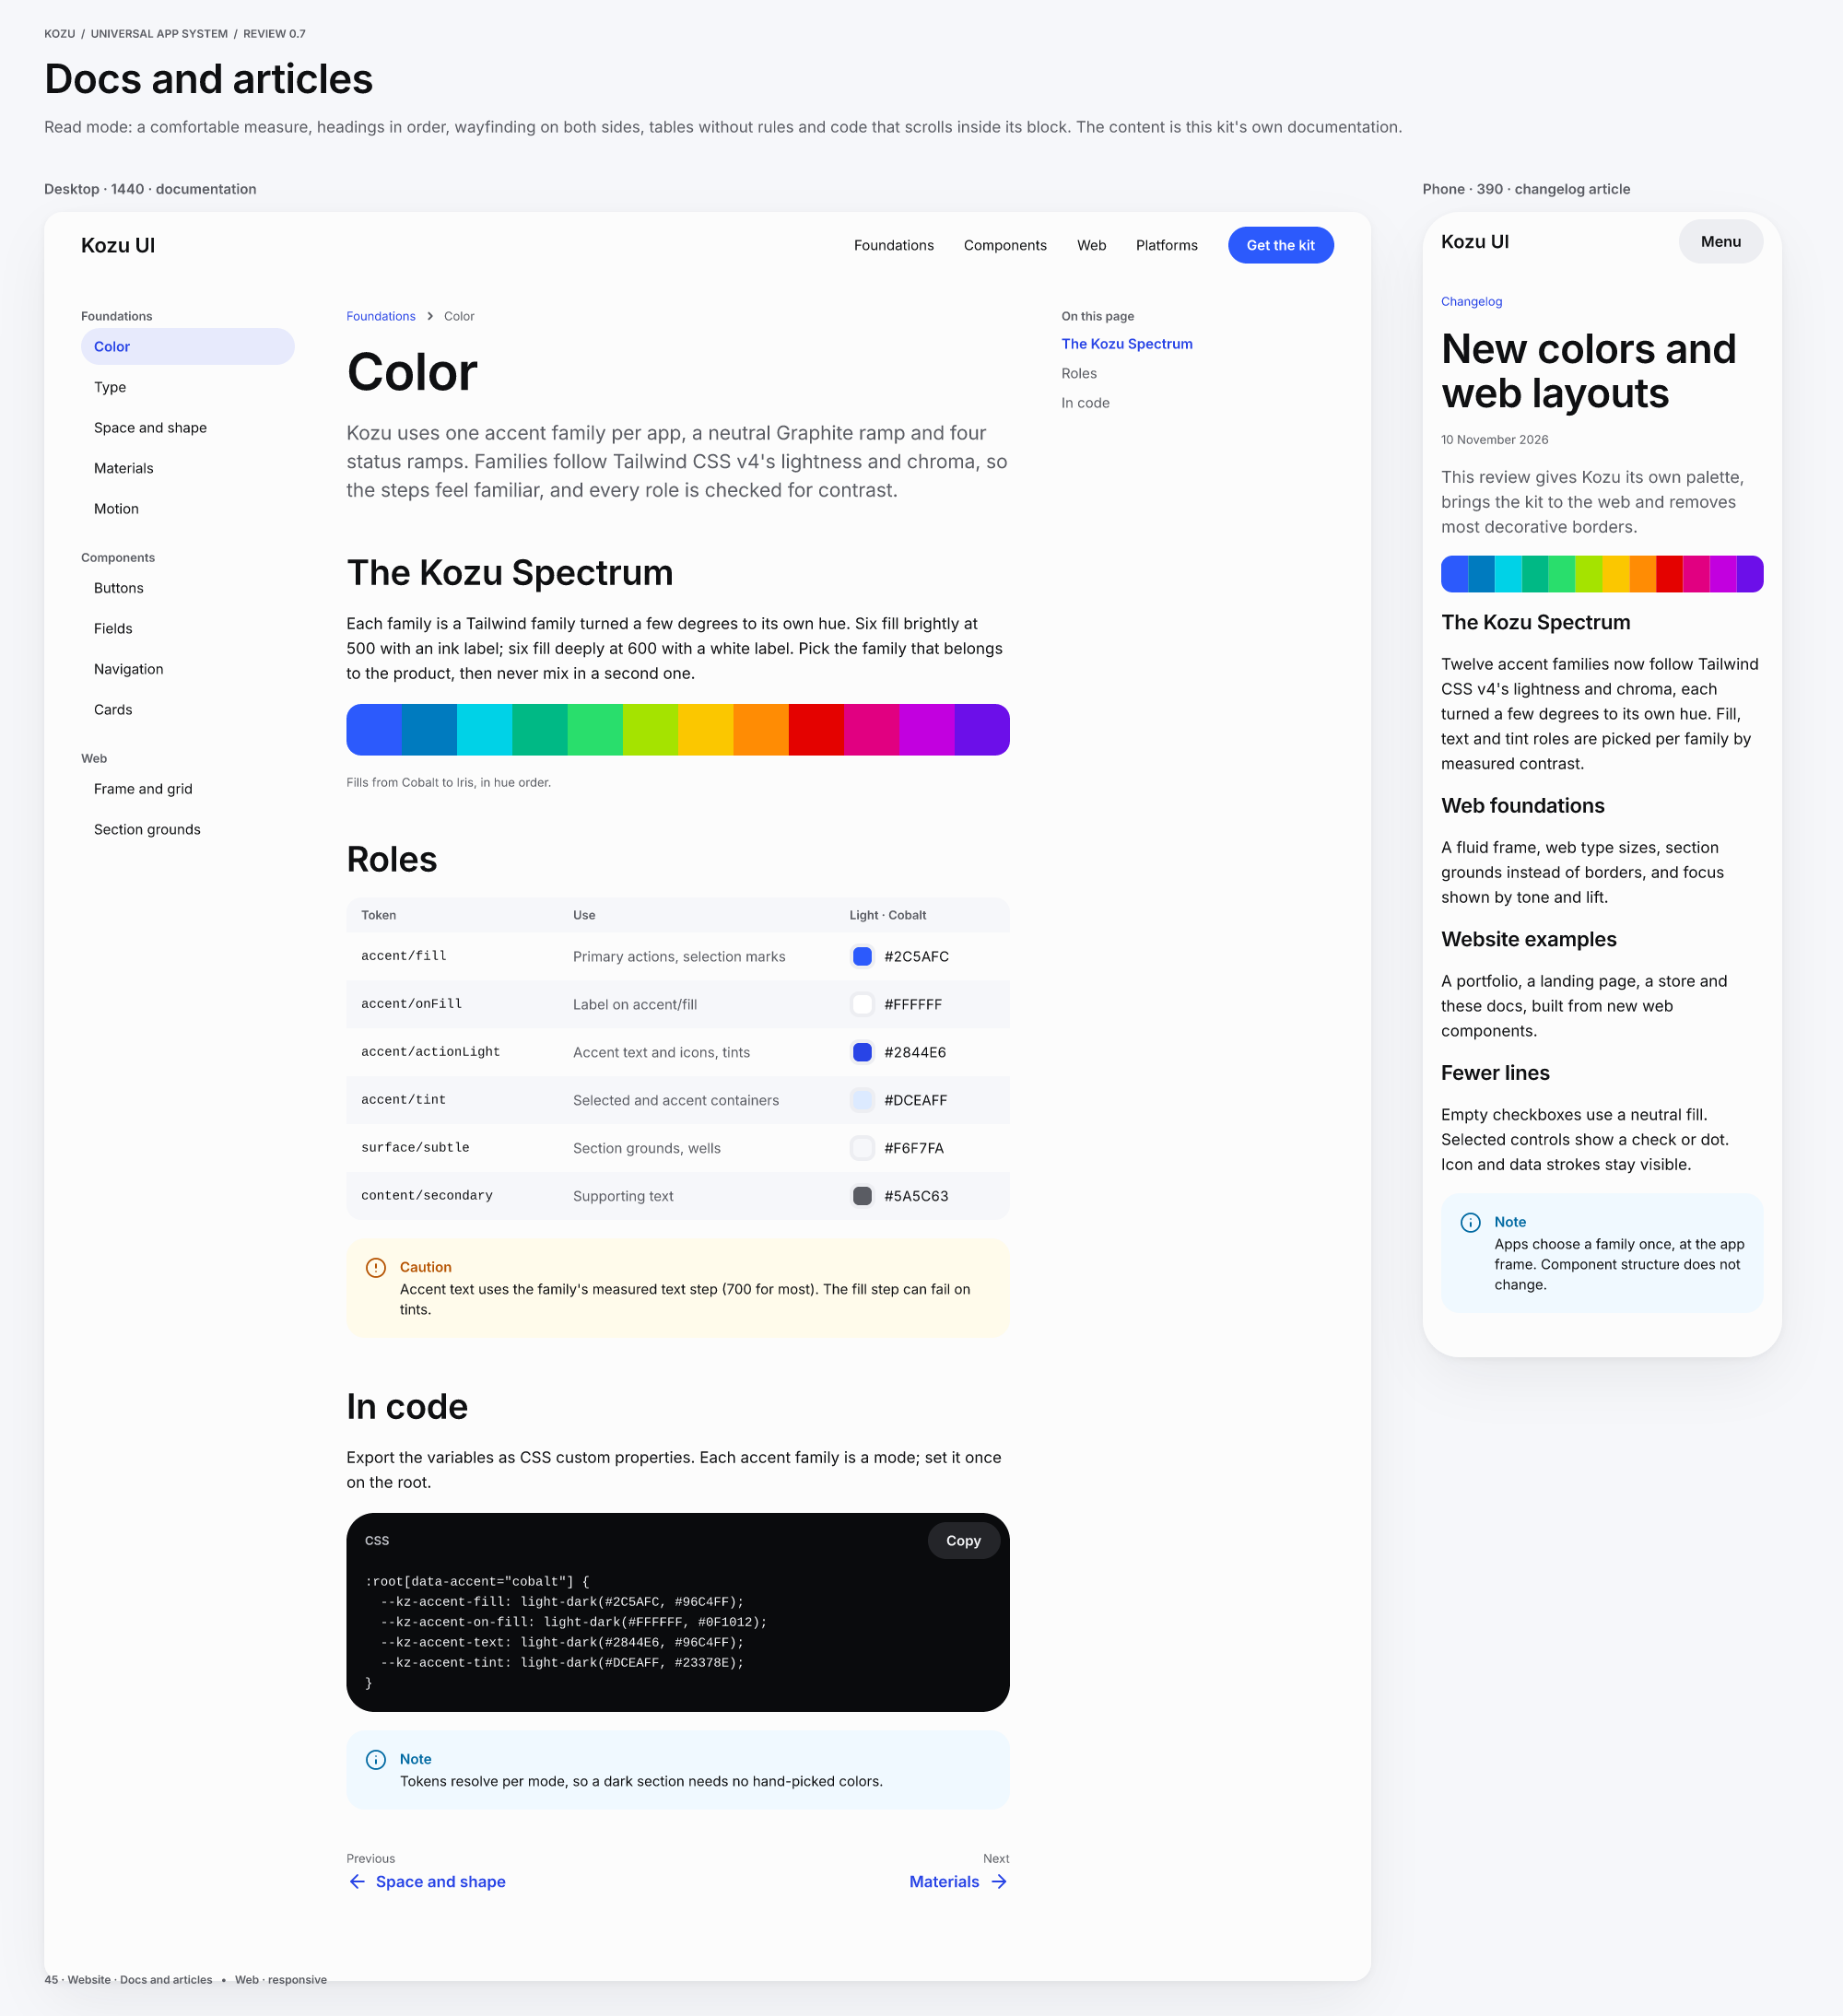 KOZU / UNIVERSAL APP SYSTEM / REVIEW 0.7
Docs and articles
Read mode: a comfortable measure, headings in order, wayfinding on both sides, tables without rules and code that scrolls inside its block. The content is this kit's own documentation.
Desktop · 1440 · documentation
Kozu UI
Foundations
Components
Web
Platforms
Get the kit
Foundations
Color
Type
Space and shape
Materials
Motion
Components
Buttons
Fields
Navigation
Cards
Web
Frame and grid
Section grounds
Foundations > Color
Color
Kozu uses one accent family per app, a neutral Graphite ramp and four
status ramps. Families follow Tailwind CSS v4's lightness and chroma, so
the steps feel familiar, and every role is checked for contrast.
The Kozu Spectrum
Each family is a Tailwind family turned a few degrees to its own hue. Six fill brightly at
500 with an ink label; six fill deeply at 600 with a white label. Pick the family that belongs
to the product, then never mix in a second one.
Fills from Cobalt to Iris, in hue order.
Roles
Token Use Light · Cobalt
accent/fill Primary actions, selection marks #2C5AFC
accent/onFill Label on accent/fill #FFFFFF
accent/actionLight Accent text and icons, tints #2844E6
accent/tint Selected and accent containers #DCEAFF
surface/subtle Section grounds, wells #F6F7FA
content/secondary Supporting text #5A5C63
Caution
Accent text uses the family's measured text step (700 for most). The fill step can fail on
tints.
In code
Export the variables as CSS custom properties. Each accent family is a mode; set it once
on the root.
CSS
Copy
:root[data-accent="cobalt"] {
--kz-accent-fill: light-dark(#2C5AFC, #96C4FF);
--kz-accent-on-fill: light-dark(#FFFFFF, #0F1012);
--kz-accent-text: light-dark(#2844E6, #96C4FF);
--kz-accent-tint: light-dark(#DCEAFF, #23378E);
}
Note
Tokens resolve per mode, so a dark section needs no hand-picked colors.
Previous
Space and shape
Next
Materials
On this page
The Kozu Spectrum
Roles
In code
Phone · 390 · changelog article
Kozu UI
Menu
Changelog
New colors and
web layouts
10 November 2026
This review gives Kozu its own palette,
brings the kit to the web and removes
most decorative borders.
The Kozu Spectrum
Twelve accent families now follow Tailwind
CSS v4's lightness and chroma, each
turned a few degrees to its own hue. Fill,
text and tint roles are picked per family by
measured contrast.
Web foundations
A fluid frame, web type sizes, section
grounds instead of borders, and focus
shown by tone and lift.
Website examples
A portfolio, a landing page, a store and
these docs, built from new web
components.
Fewer lines
Empty checkboxes use a neutral fill.
Selected controls show a check or dot.
Icon and data strokes stay visible.
Note
Apps choose a family once, at the app
frame. Component structure does not
change.
45 · Website · Docs and articles • Web · responsive